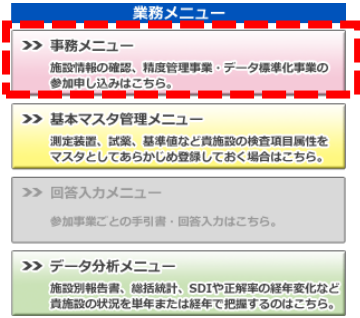 業務メニュー
>> 事務メニュー
施設情報の確認、精度管理事業・データ標準化事業の
参加申し込みはこちら。
>> 基本マスタ管理メニュー
測定装置、試薬、基準値など貴施設の検査項目属性を
マスタとしてあらかじめ登録しておく場合はこちら。
>> 回答入力メニュー
参加事業ごとの手引書・回答入力はこちら。
>> データ分析メニュー
施設別報告書、総括統計、SDIや正解率の経年変化など
貴施設の状況を単年または経年で把握するのはこちら。